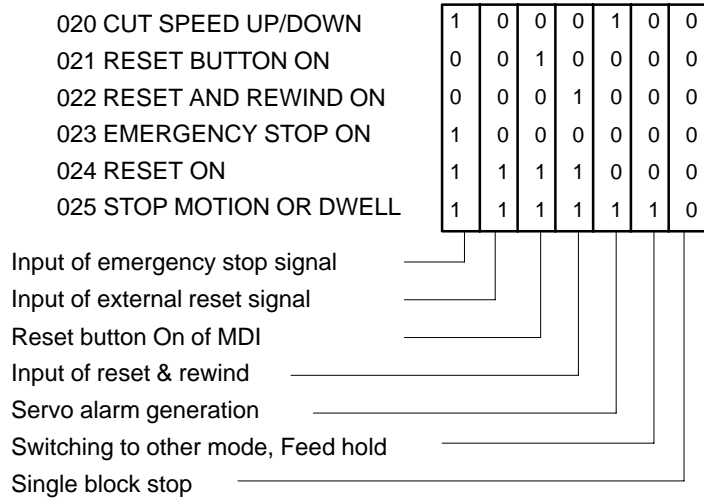 020 CUT SPEED UP/DOWN 1 0 0 0 1 0 0
021 RESET BUTTON ON 0 0 1 0 0 0 0
022 RESET AND REWIND ON 0 0 0 1 0 0 0
023 EMERGENCY STOP ON 1 0 0 0 0 0 0
024 RESET ON 1 1 1 1 0 0 0
025 STOP MOTION OR DWELL 1 1 1 1 1 1 0
Input of emergency stop signal
Input of external reset signal
Reset button On of MDI
Input of reset & rewind
Servo alarm generation
Switching to other mode, Feed hold
Single block stop